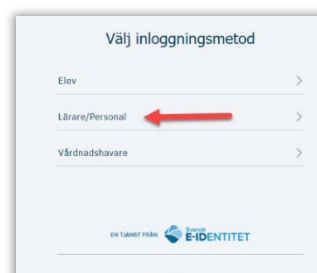 Välj inloggningsmetod
Elev
Lärare/Personal
Vårdnadshavare
EN TJÄNST FRÅN Svensk E-IDENTITET